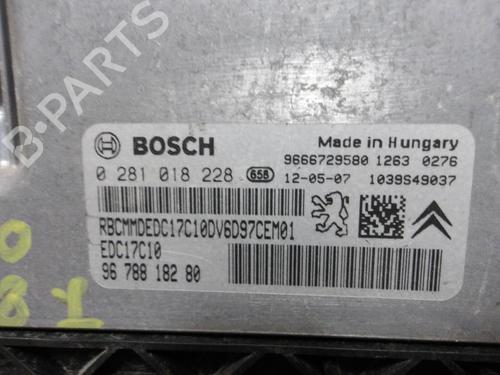 B-PARTS
BOSCH
Made in Hungary
9666729580 1263 0276
0 281 018 228 658 12-05-07 1039S49037
RBCMMDEDC17C10DV6D97CEM01
EDC17C10
96 788 182 80